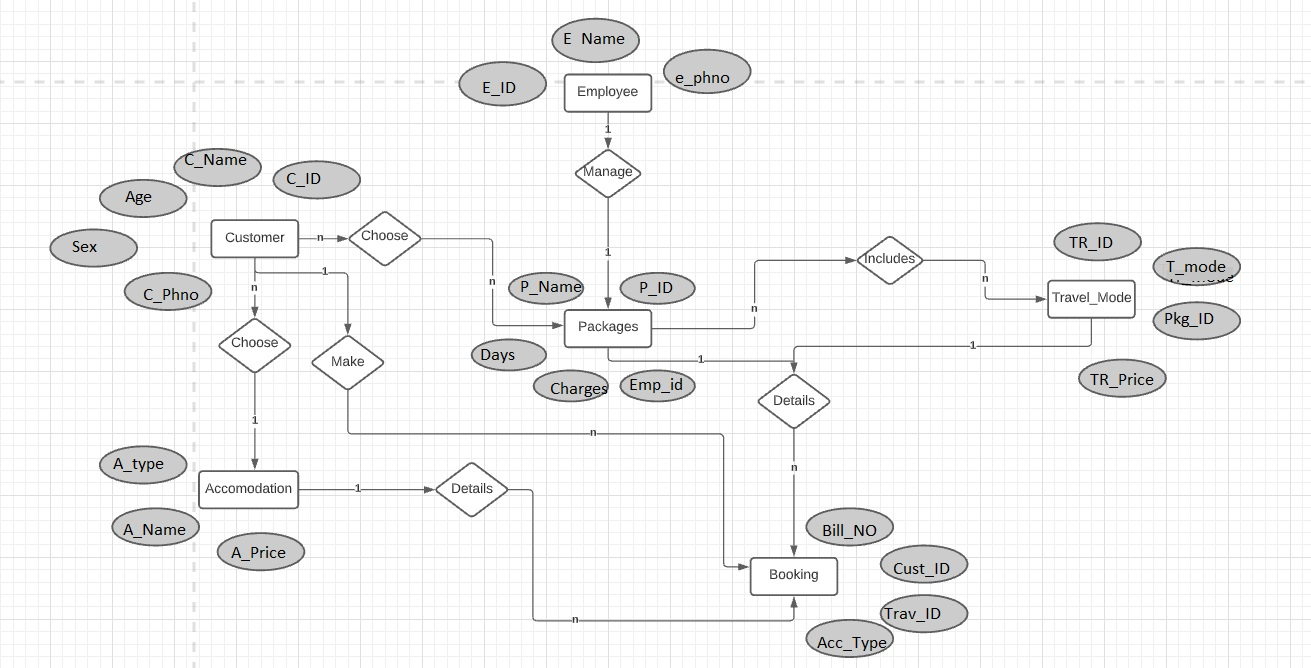 E Name
E_ID
e_phno
Employee
1
Manage
C_Name
C_ID
Age
Sex
Customer
n
Choose
C_Phno
n
1
n
1
P_Name
P_ID
Packages
Days
Charges
Emp_id
Includes
n
n
TR_ID
T_mode
Travel_Mode
Pkg_ID
TR_Price
1
1
Details
Choose
Make
1
n
n
A_type
Accomodation
1
Details
A_Name
A_Price
n
Bill_NO
Booking
Cust_ID
Trav_ID
Acc_Type